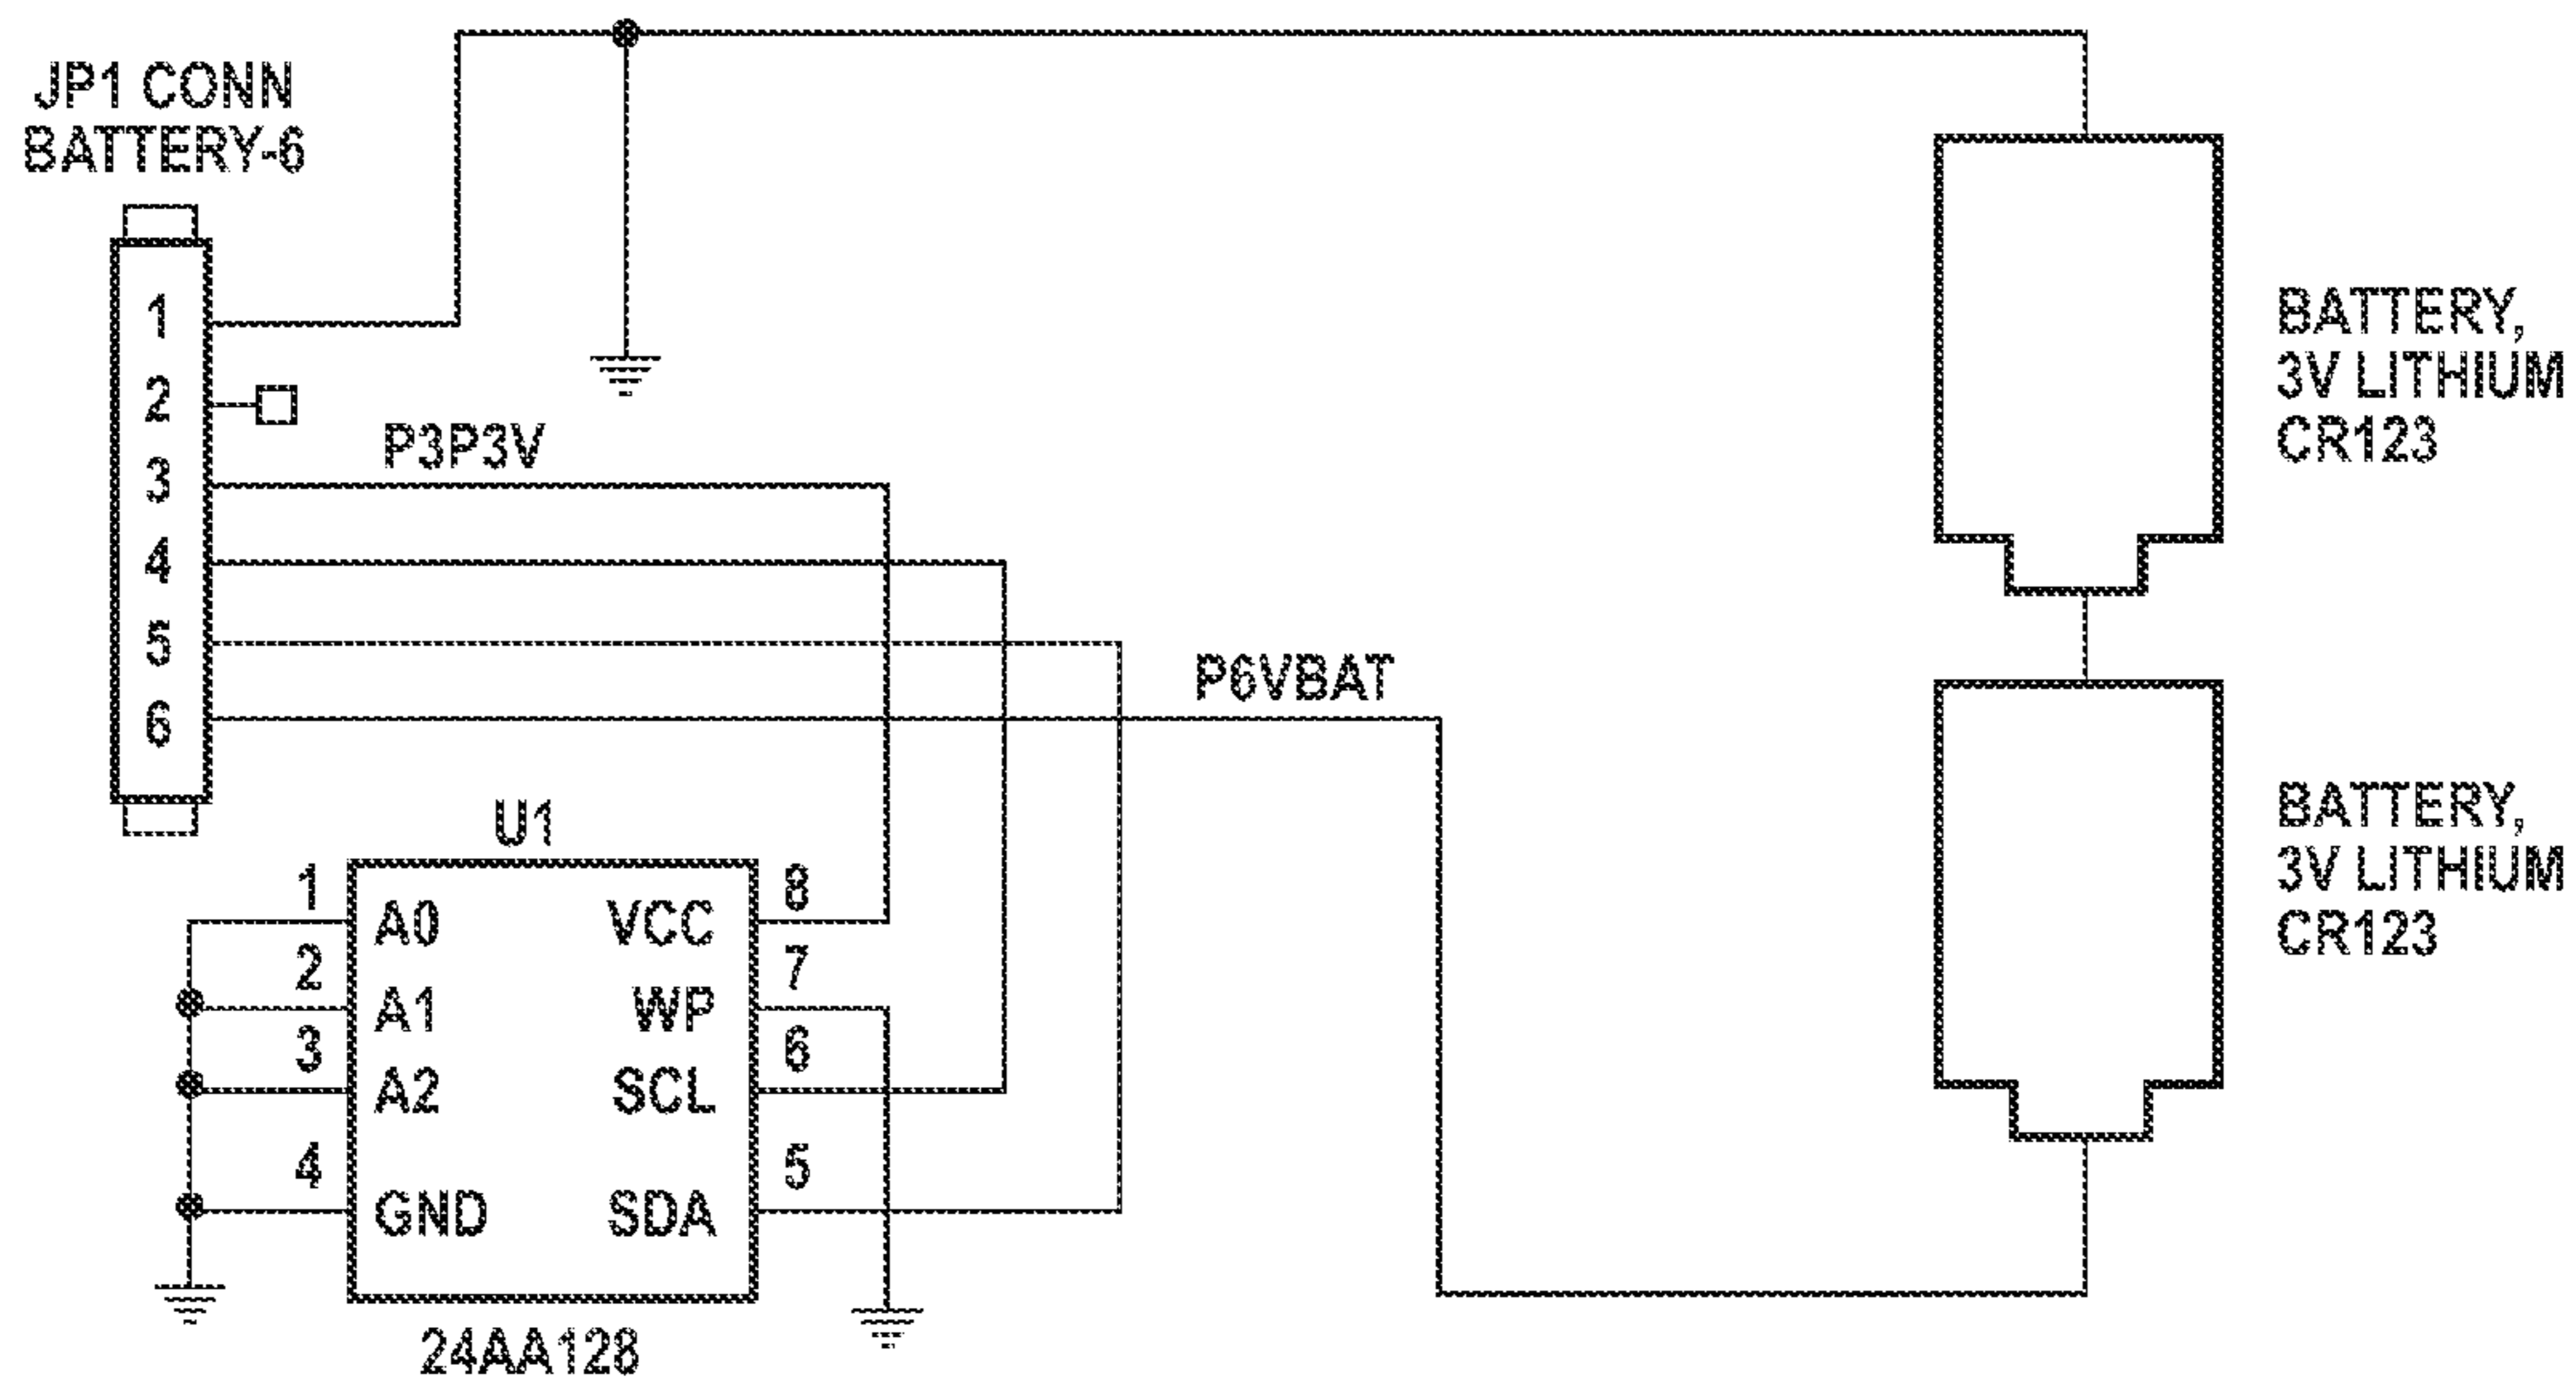 JP1 CONN
BATTERY-6
1
2
3
4
5
6
P3P3V
P6VBAT
BATTERY,
3V LITHIUM
CR123
BATTERY,
3V LITHIUM
CR123
U1
1 A0 VCC 8
2 A1 WP 7
3 A2 SCL 6
4 GND SDA 5
24AA128